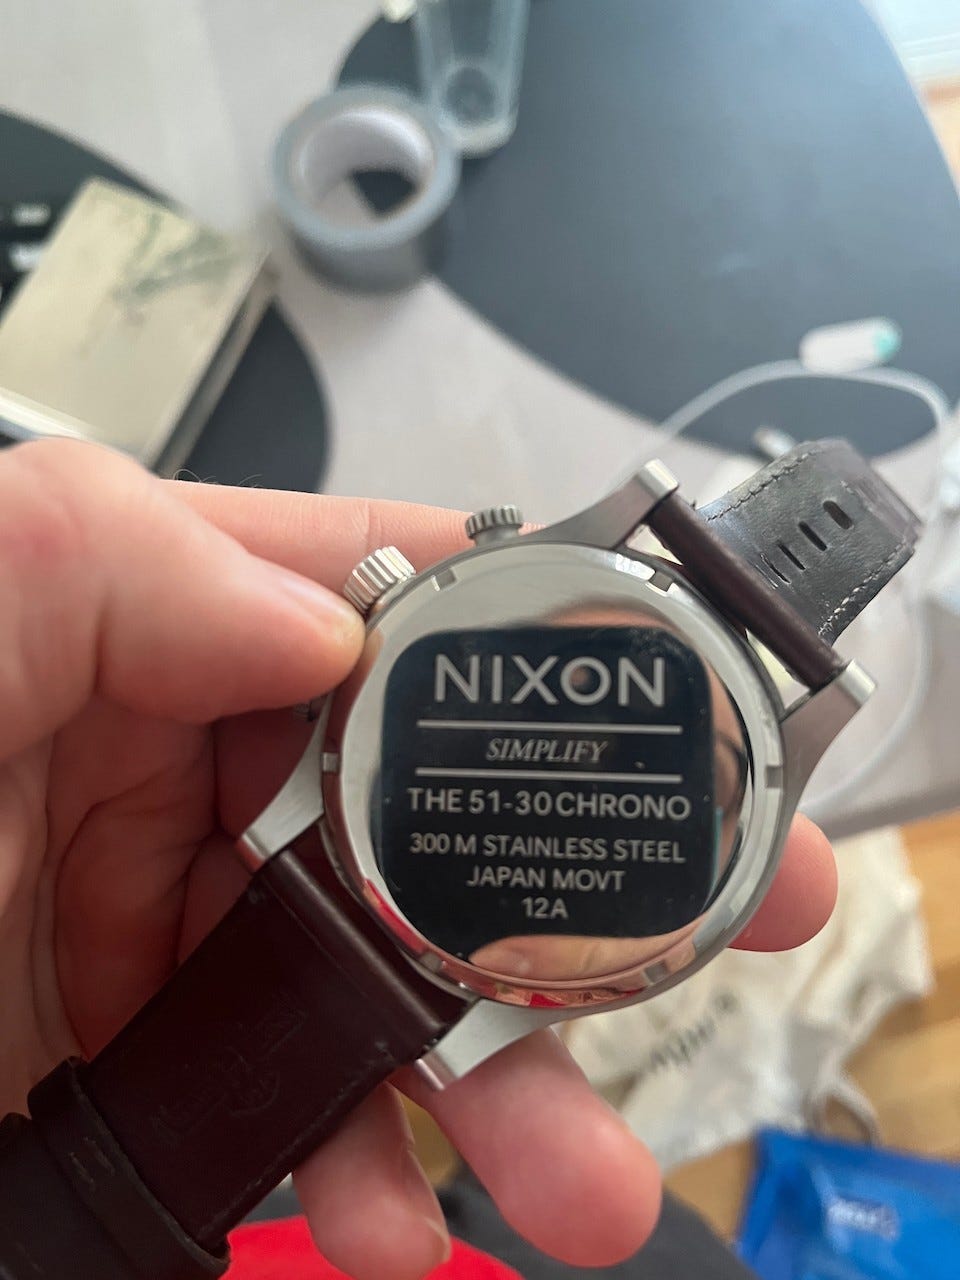 NIXON
SIMPLIFY
THE 51-30 CHRONO
300 M STAINLESS STEEL
JAPAN MOVT
12A